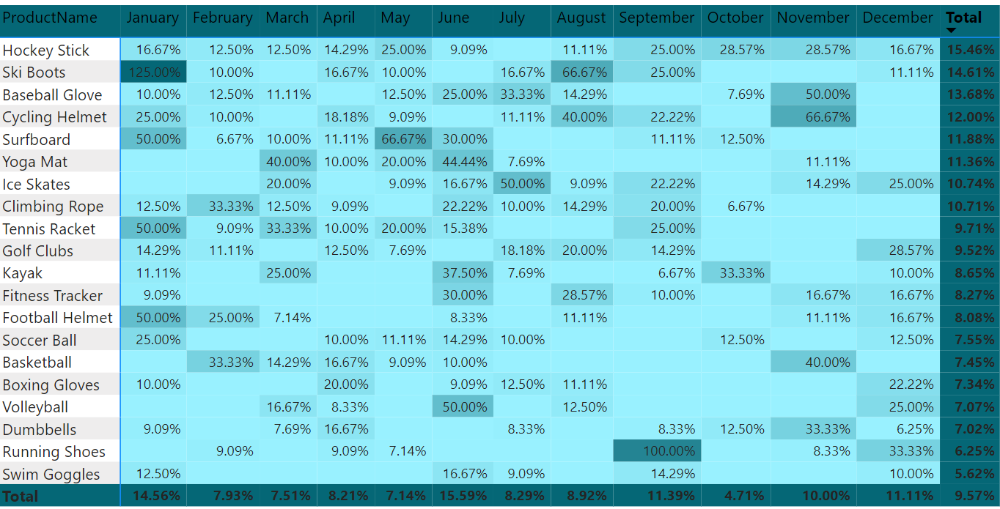 ProductName January February March April May June July August September October November December Total
Hockey Stick 16.67% 12.50% 12.50% 14.29% 25.00% 9.09% 11.11% 25.00% 28.57% 28.57% 16.67% 15.46%
Ski Boots 125.00% 10.00% 16.67% 10.00% 16.67% 66.67% 25.00% 11.11% 14.61%
Baseball Glove 10.00% 12.50% 11.11% 12.50% 25.00% 33.33% 14.29% 7.69% 50.00% 13.68%
Cycling Helmet 25.00% 10.00% 18.18% 9.09% 11.11% 40.00% 22.22% 66.67% 12.00%
Surfboard 50.00% 6.67% 10.00% 11.11% 66.67% 30.00% 11.11% 12.50% 11.88%
Yoga Mat 40.00% 10.00% 20.00% 44.44% 7.69% 11.11% 11.36%
Ice Skates 20.00% 9.09% 16.67% 50.00% 9.09% 22.22% 14.29% 25.00% 10.74%
Climbing Rope 12.50% 33.33% 12.50% 9.09% 22.22% 10.00% 14.29% 20.00% 6.67% 10.71%
Tennis Racket 50.00% 9.09% 33.33% 10.00% 20.00% 15.38% 25.00% 9.71%
Golf Clubs 14.29% 11.11% 12.50% 7.69% 18.18% 20.00% 14.29% 28.57% 9.52%
Kayak 11.11% 25.00% 37.50% 7.69% 6.67% 33.33% 10.00% 8.65%
Fitness Tracker 9.09% 30.00% 28.57% 10.00% 16.67% 16.67% 8.27%
Football Helmet 50.00% 25.00% 7.14% 8.33% 11.11% 11.11% 16.67% 8.08%
Soccer Ball 25.00% 10.00% 11.11% 14.29% 10.00% 12.50% 12.50% 7.55%
Basketball 33.33% 14.29% 16.67% 9.09% 10.00% 40.00% 7.45%
Boxing Gloves 10.00% 20.00% 9.09% 12.50% 11.11% 22.22% 7.34%
Volleyball 16.67% 8.33% 50.00% 12.50% 25.00% 7.07%
Dumbbells 9.09% 7.69% 16.67% 8.33% 8.33% 12.50% 33.33% 6.25% 7.02%
Running Shoes 9.09% 9.09% 7.14% 100.00% 8.33% 33.33% 6.25%
Swim Goggles 12.50% 16.67% 9.09% 14.29% 10.00% 5.62%
Total 14.56% 7.93% 7.51% 8.21% 7.14% 15.59% 8.29% 8.92% 11.39% 4.71% 10.00% 11.11% 9.57%